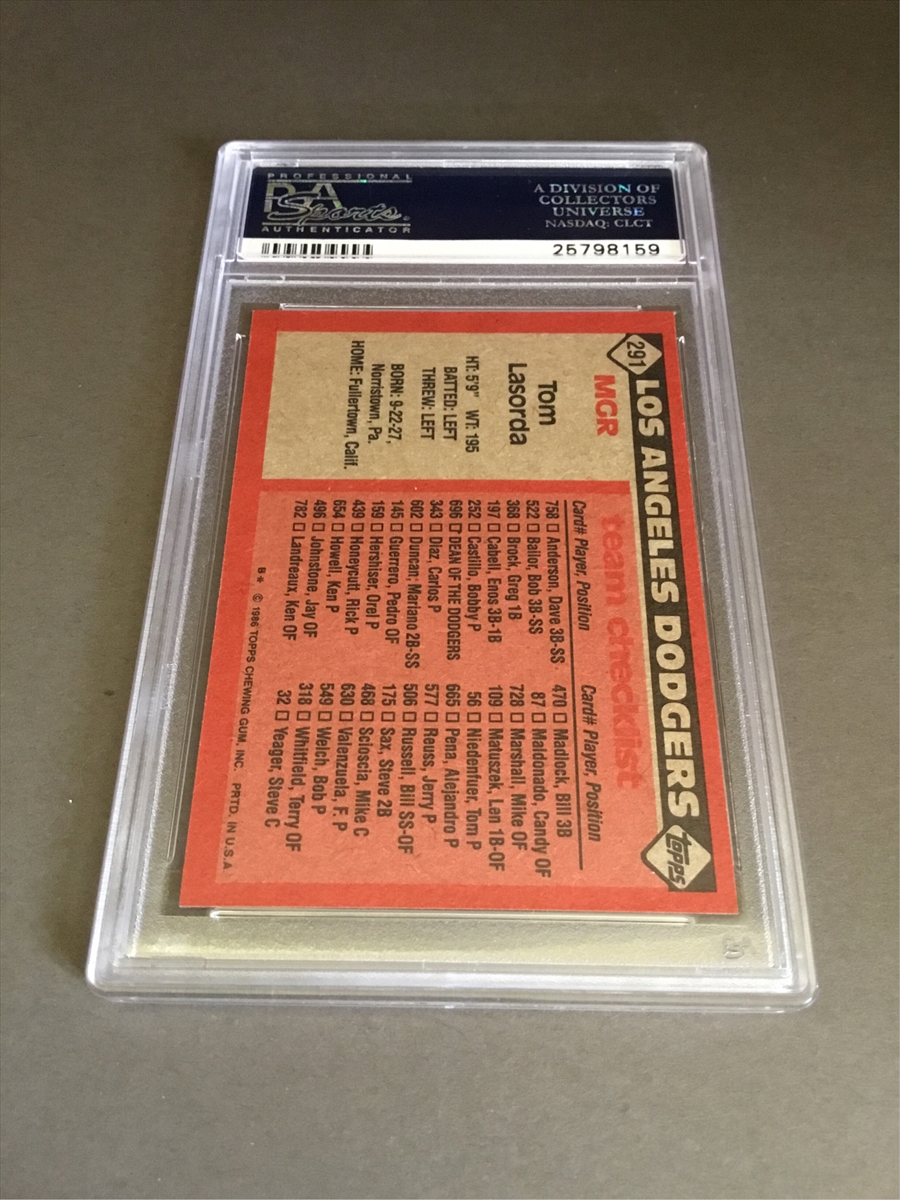 PROFESSIONAL
PSA
Sports
AUTHENTICATOR
A DIVISION OF
COLLECTORS
UNIVERSE
NASDAQ: CLCT
25798159
291
LOS ANGELES DODGERS
topps
MGR
Tom
Lasorda
HT: 5'9" WT: 195
BATTED: LEFT
THREW: LEFT
BORN: 9-22-27,
Norristown, Pa.
HOME: Fullertown, Calif.
team checklist
Card# Player, Position
758 □ Anderson, Dave 3B-SS
522 □ Bailor, Bob 3B-SS
368 □ Brock, Greg 1B
197 □ Cabell, Enos 3B-1B
252 □ Castillo, Bobby P
696 □ DEAN OF THE DODGERS
343 □ Diaz, Carlos P
602 □ Duncan, Mariano 2B-SS
145 □ Guerrero, Pedro OF
159 □ Hershiser, Orel P
439 □ Honeycutt, Rick P
654 □ Howell, Ken P
496 □ Johnstone, Jay OF
782 □ Landreaux, Ken OF
Card# Player, Position
470 □ Madlock, Bill 3B
87 □ Maldonado, Candy OF
728 □ Marshall, Mike OF
109 □ Matuszek, Len 1B-OF
56 □ Niedenfuer, Tom P
665 □ Pena, Alejandro P
577 □ Reuss, Jerry P
506 □ Russell, Bill SS-OF
175 □ Sax, Steve 2B
468 □ Scioscia, Mike C
630 □ Valenzuela, F. P
549 □ Welch, Bob P
318 □ Whitfield, Terry OF
32 □ Yeager, Steve C
B* © 1986 TOPPS CHEWING GUM, INC. PRTD. IN U.S.A.